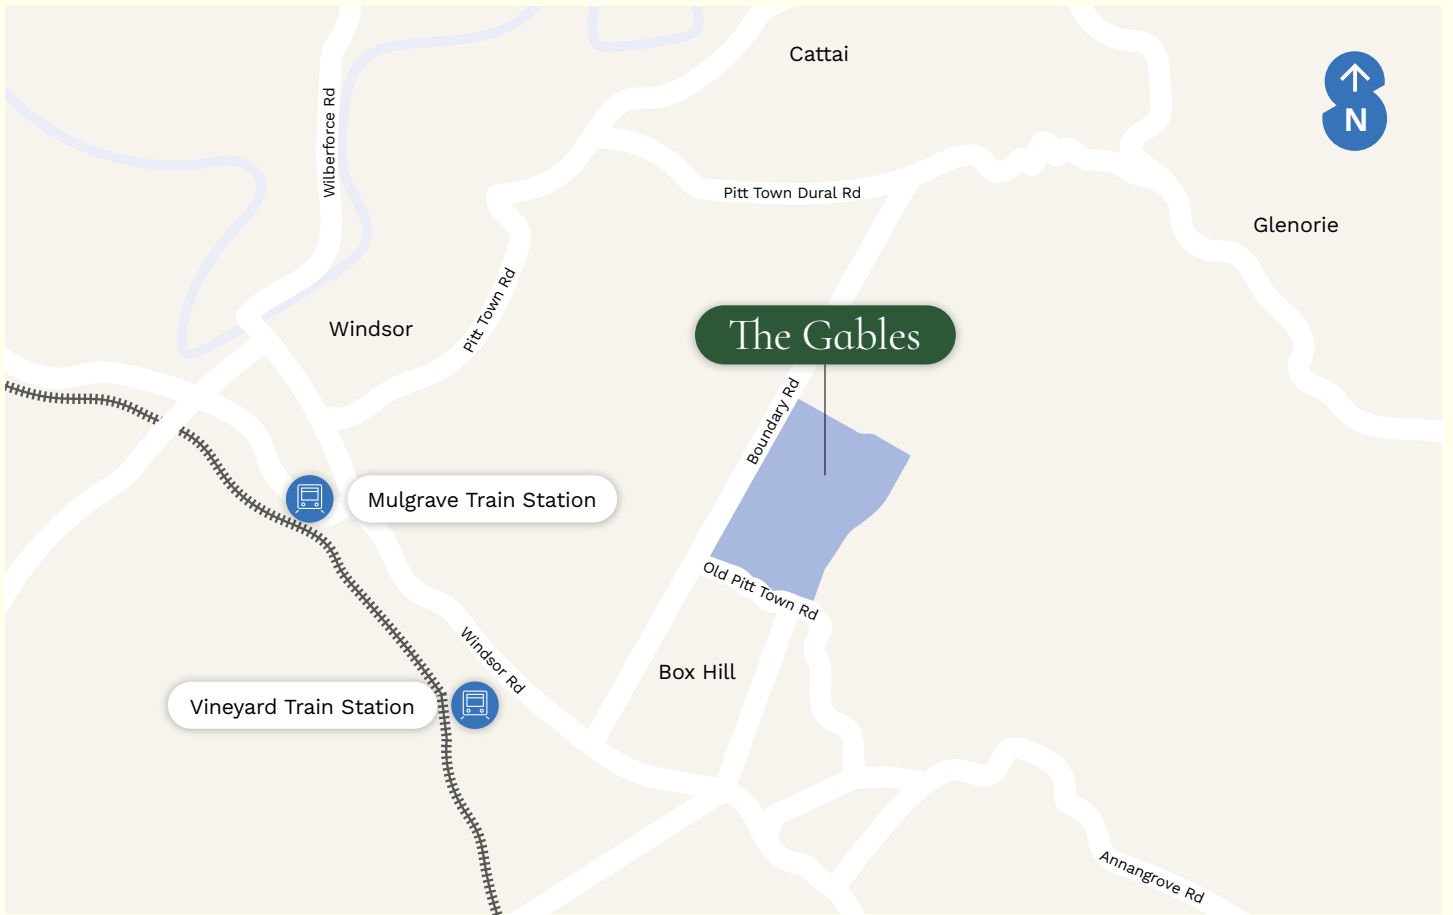 Cattai
Wilberforce Rd
N
Pitt Town Dural Rd
Glenorie
Pitt Town Rd
Windsor
The Gables
Boundary Rd
Mulgrave Train Station
Old Pitt Town Rd
Windsor Rd
Box Hill
Vineyard Train Station
Annangrove Rd